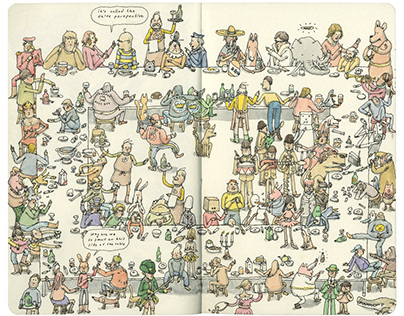 it's called the
extra perspective
why are we
so small on this
side of the table